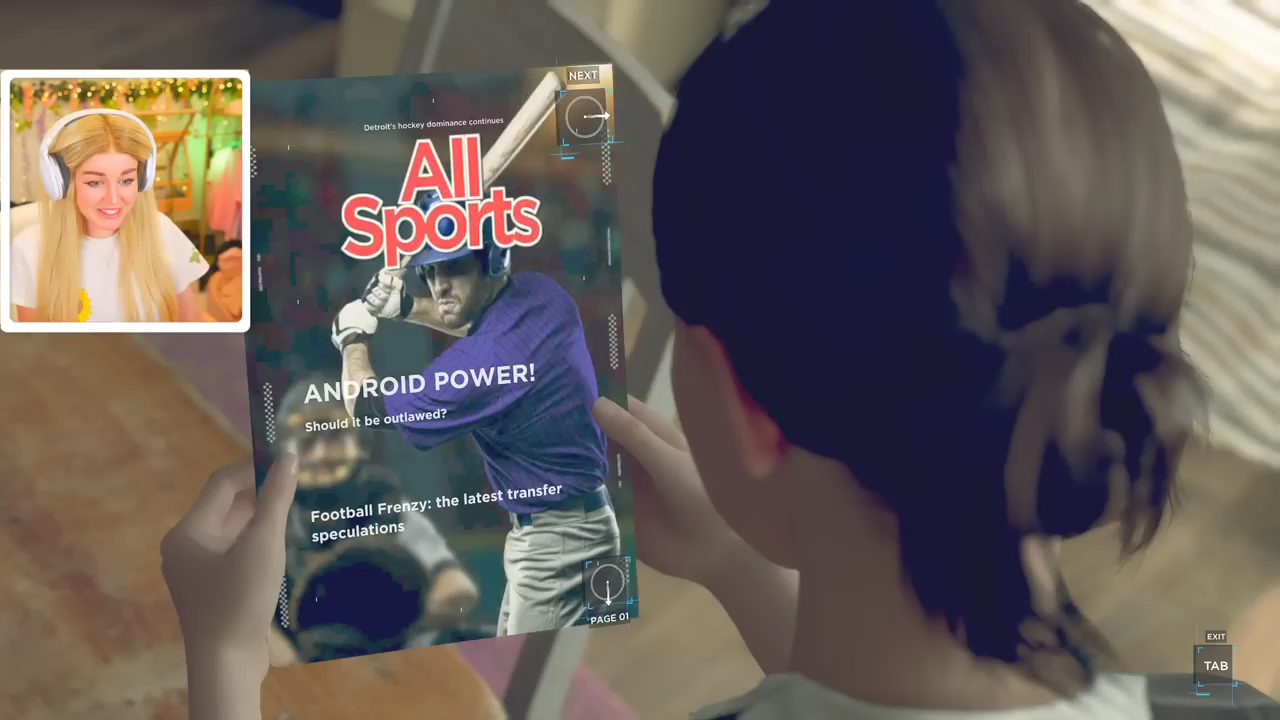 NEXT
Detroit's hockey dominance continues
All
Sports
ANDROID POWER!
Should it be outlawed?
Football Frenzy: the latest transfer
speculations
PAGE 01
EXIT
TAB